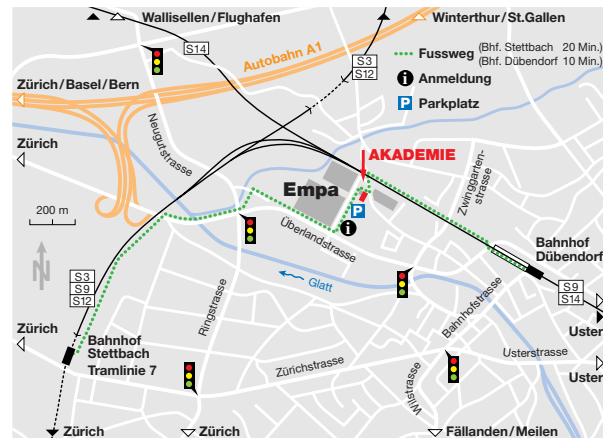 Wallisellen/Flughafen
Winterthur/St.Gallen
S14
Autobahn A1
S3
S12
Fussweg (Bhf. Stettbach 20 Min.)
(Bhf. Dübendorf 10 Min.)
i Anmeldung
P Parkplatz
Zürich/Basel/Bern
Zürich
Neugutstrasse
AKADEMIE
Empa
Zwinggarten-
strasse
P
i
200 m
N
Überlandstrasse
Bahnhof
Dübendorf
S3
S9
S12
Glatt
S9
S14
Uster
Zürich
Ringstrasse
Bahnhofstrasse
Bahnhof
Stettbach
Tramlinie 7
Zürichstrasse
Usterstrasse
Uster
Wilstrasse
Zürich
Zürich
Fällanden/Meilen